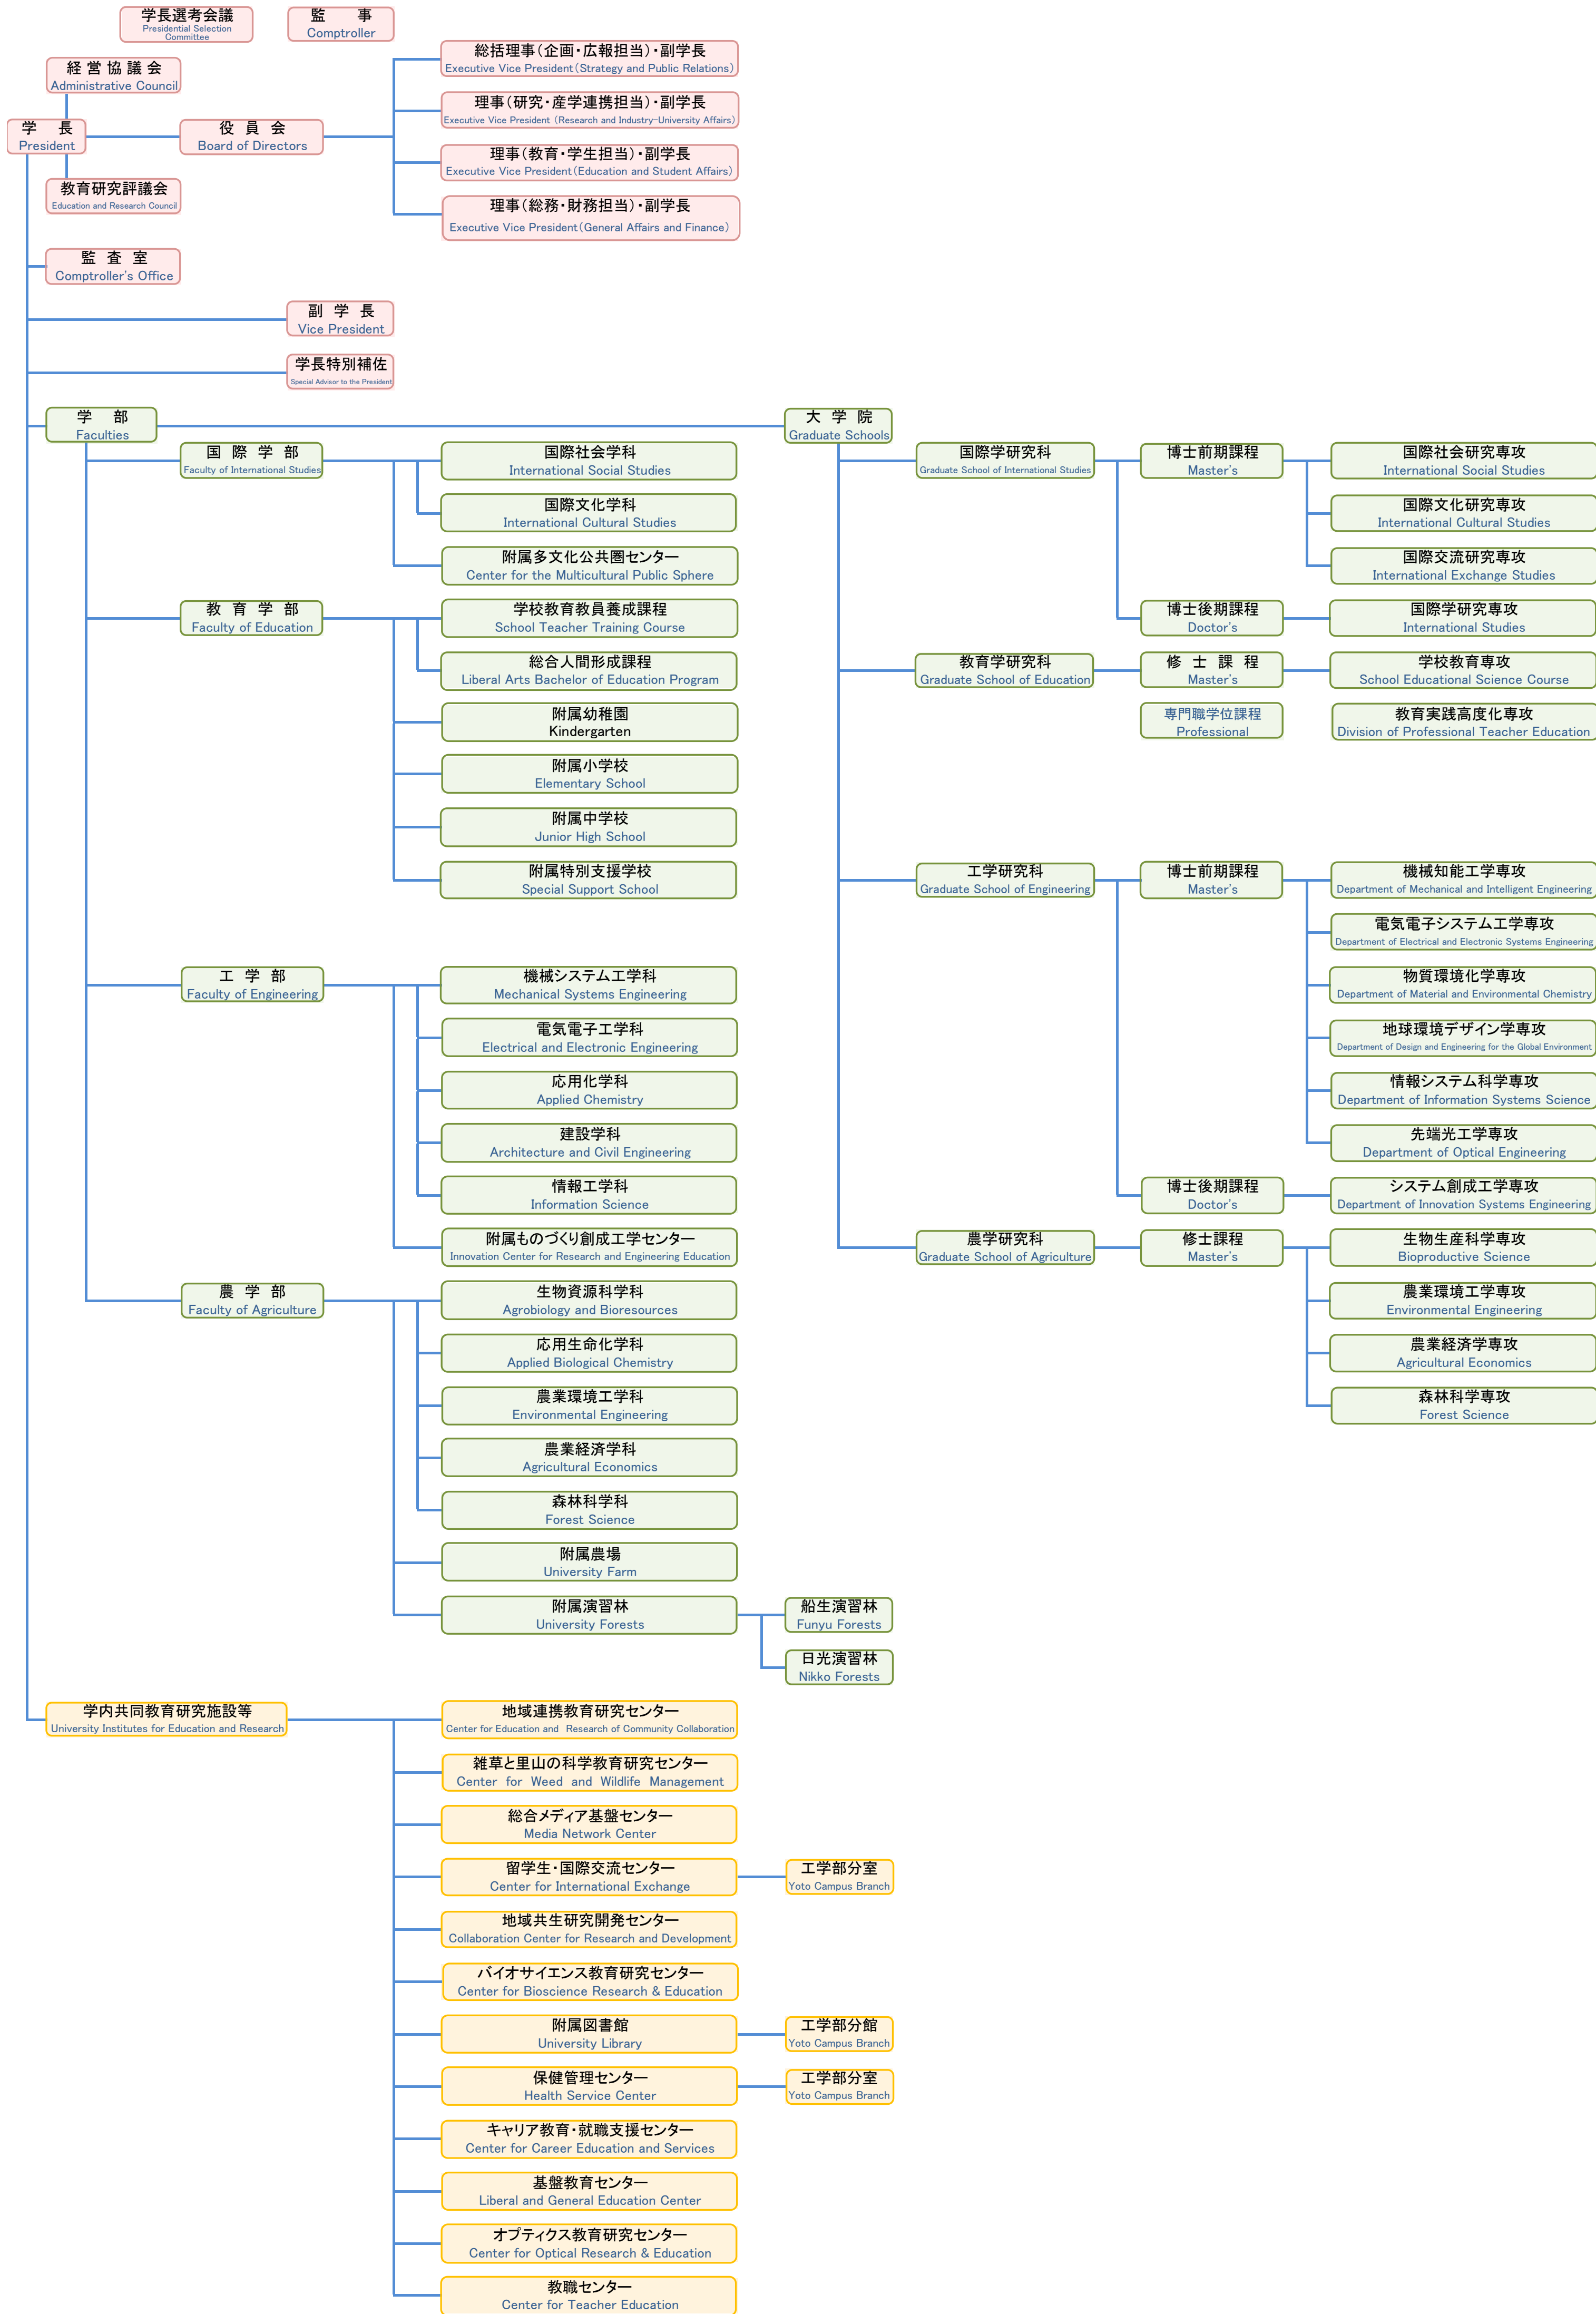 学長選考会議
Presidential Selection
Committee
監　　事
Comptroller
経 営 協 議 会
Administrative Council
学　 長
President
役 員 会
Board of Directors
教育研究評議会
Education and Research Council
総括理事（企画・広報担当）・副学長
Executive Vice President（Strategy and Public Relations）
理事（研究・産学連携担当）・副学長
Executive Vice President （Research and Industry-University Affairs）
理事（教育・学生担当）・副学長
Executive Vice President（Education and Student Affairs）
理事（総務・財務担当）・副学長
Executive Vice President（General Affairs and Finance）
監 査 室
Comptroller's Office
副 学 長
Vice President
学長特別補佐
Special Advisor to the President
学　 部
Faculties
国 際 学 部
Faculty of International Studies
国際社会学科
International Social Studies
国際文化学科
International Cultural Studies
附属多文化公共圏センター
Center for the Multicultural Public Sphere
教 育 学 部
Faculty of Education
学校教育教員養成課程
School Teacher Training Course
総合人間形成課程
Liberal Arts Bachelor of Education Program
附属幼稚園
Kindergarten
附属小学校
Elementary School
附属中学校
Junior High School
附属特別支援学校
Special Support School
工 学 部
Faculty of Engineering
機械システム工学科
Mechanical Systems Engineering
電気電子工学科
Electrical and Electronic Engineering
応用化学科
Applied Chemistry
建設学科
Architecture and Civil Engineering
情報工学科
Information Science
附属ものづくり創成工学センター
Innovation Center for Research and Engineering Education
農 学 部
Faculty of Agriculture
生物資源科学科
Agrobiology and Bioresources
応用生命化学科
Applied Biological Chemistry
農業環境工学科
Environmental Engineering
農業経済学科
Agricultural Economics
森林科学科
Forest Science
附属農場
University Farm
附属演習林
University Forests
船生演習林
Funyu Forests
日光演習林
Nikko Forests
大 学 院
Graduate Schools
国際学研究科
Graduate School of International Studies
博士前期課程
Master's
国際社会研究専攻
International Social Studies
国際文化研究専攻
International Cultural Studies
国際交流研究専攻
International Exchange Studies
博士後期課程
Doctor's
国際学研究専攻
International Studies
教育学研究科
Graduate School of Education
修 士 課 程
Master's
学校教育専攻
School Educational Science Course
専門職学位課程
Professional
教育実践高度化専攻
Division of Professional Teacher Education
工学研究科
Graduate School of Engineering
博士前期課程
Master's
機械知能工学専攻
Department of Mechanical and Intelligent Engineering
電気電子システム工学専攻
Department of Electrical and Electronic Systems Engineering
物質環境化学専攻
Department of Material and Environmental Chemistry
地球環境デザイン学専攻
Department of Design and Engineering for the Global Environment
情報システム科学専攻
Department of Information Systems Science
先端光工学専攻
Department of Optical Engineering
博士後期課程
Doctor's
システム創成工学専攻
Department of Innovation Systems Engineering
農学研究科
Graduate School of Agriculture
修士課程
Master's
生物生産科学専攻
Bioproductive Science
農業環境工学専攻
Environmental Engineering
農業経済学専攻
Agricultural Economics
森林科学専攻
Forest Science
学内共同教育研究施設等
University Institutes for Education and Research
地域連携教育研究センター
Center for Education and Research of Community Collaboration
雑草と里山の科学教育研究センター
Center for Weed and Wildlife Management
総合メディア基盤センター
Media Network Center
留学生・国際交流センター
Center for International Exchange
工学部分室
Yoto Campus Branch
地域共生研究開発センター
Collaboration Center for Research and Development
バイオサイエンス教育研究センター
Center for Bioscience Research & Education
附属図書館
University Library
工学部分館
Yoto Campus Branch
保健管理センター
Health Service Center
工学部分室
Yoto Campus Branch
キャリア教育・就職支援センター
Center for Career Education and Services
基盤教育センター
Liberal and General Education Center
オプティクス教育研究センター
Center for Optical Research & Education
教職センター
Center for Teacher Education